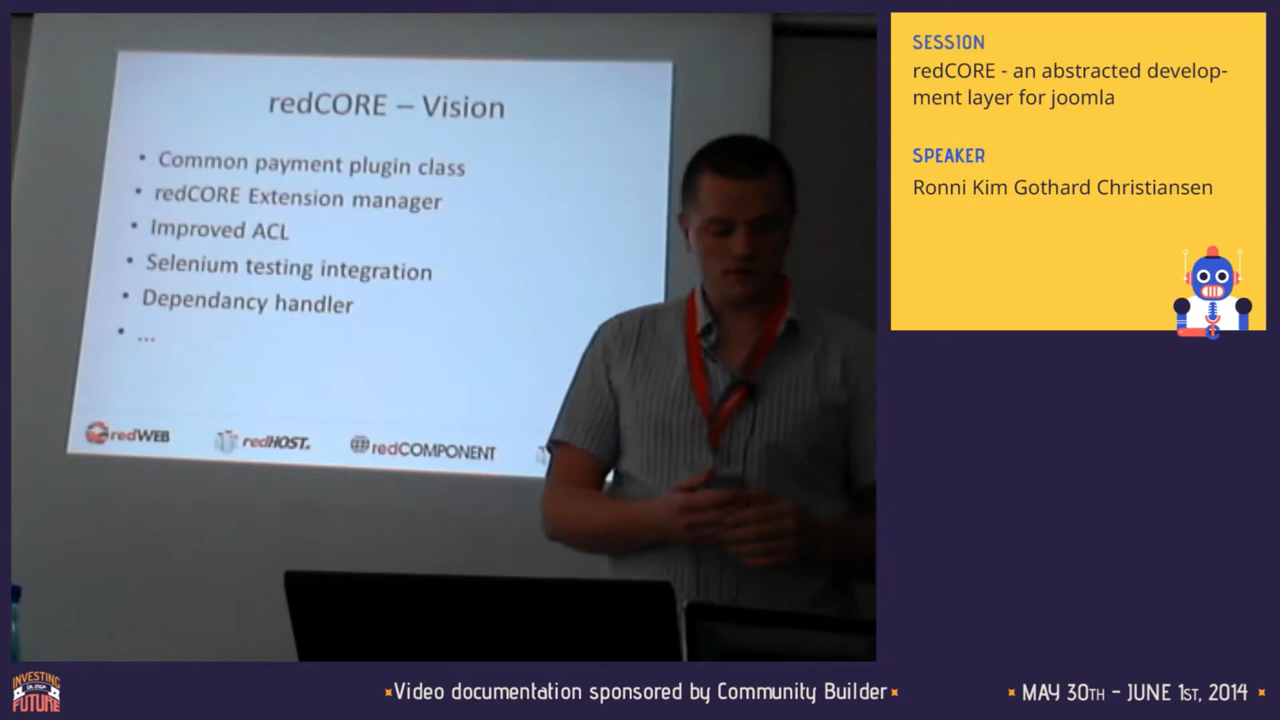 redCORE – Vision
• Common payment plugin class
• redCORE Extension manager
• Improved ACL
• Selenium testing integration
• Dependancy handler
• ...
redWEB
redHOST.
redCOMPONENT
SESSION
redCORE - an abstracted develop-
ment layer for joomla
SPEAKER
Ronni Kim Gothard Christiansen
INVESTING
in our
FUTURE
Video documentation sponsored by Community Builder
MAY 30TH - JUNE 1ST, 2014